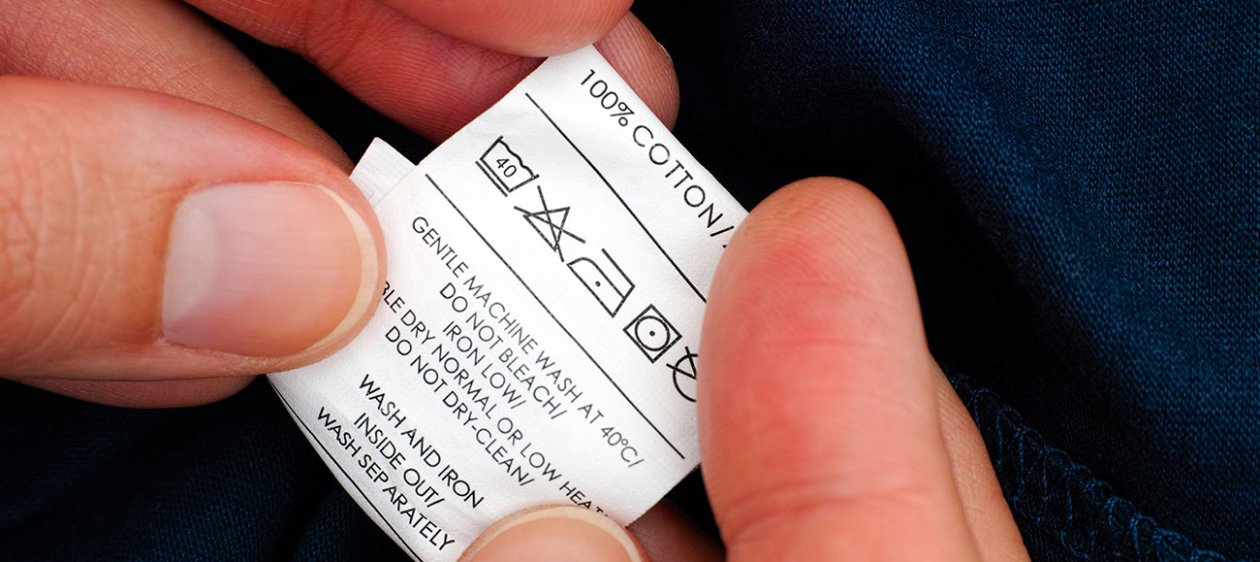 100% COTTON/
40
GENTLE MACHINE WASH AT 40°C/
DO NOT BLEACH/
IRON LOW/
DRY NORMAL OR LOW HEAT
DO NOT DRY-CLEAN/
WASH AND IRON
INSIDE OUT/
WASH SEPARATELY